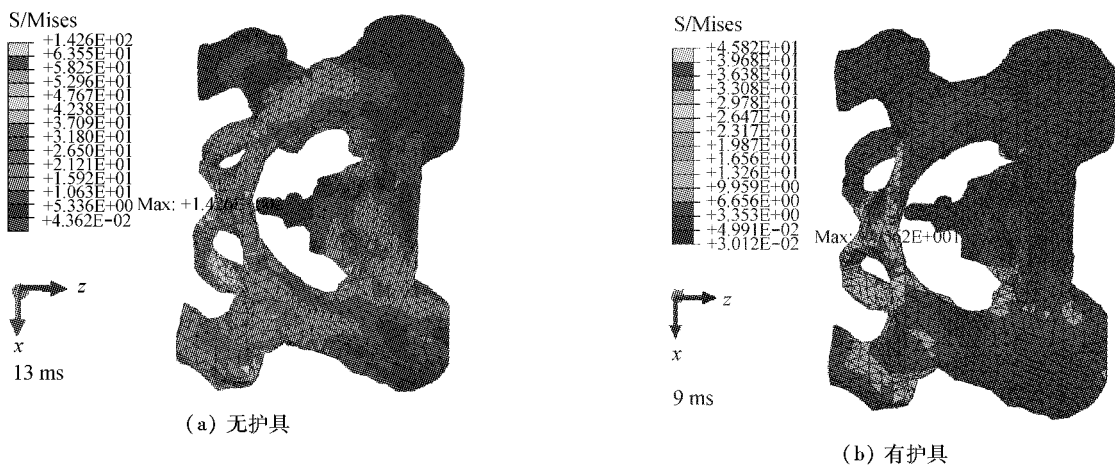 S/Mises
+1.426E+02
+6.355E+01
+5.825E+01
+5.296E+01
+4.767E+01
+4.238E+01
+3.709E+01
+3.180E+01
+2.650E+01
+2.121E+01
+1.592E+01
+1.063E+01
+5.336E+00
+4.362E-02
Max:
z
x
13 ms
(a) 无护具
S/Mises
+4.582E+01
+3.968E+01
+3.638E+01
+3.308E+01
+2.978E+01
+2.647E+01
+2.317E+01
+1.987E+01
+1.656E+01
+1.326E+01
+9.959E+00
+6.656E+00
+3.353E+00
+4.991E-02
+3.012E-02
Max:
z
x
9 ms
(b) 有护具